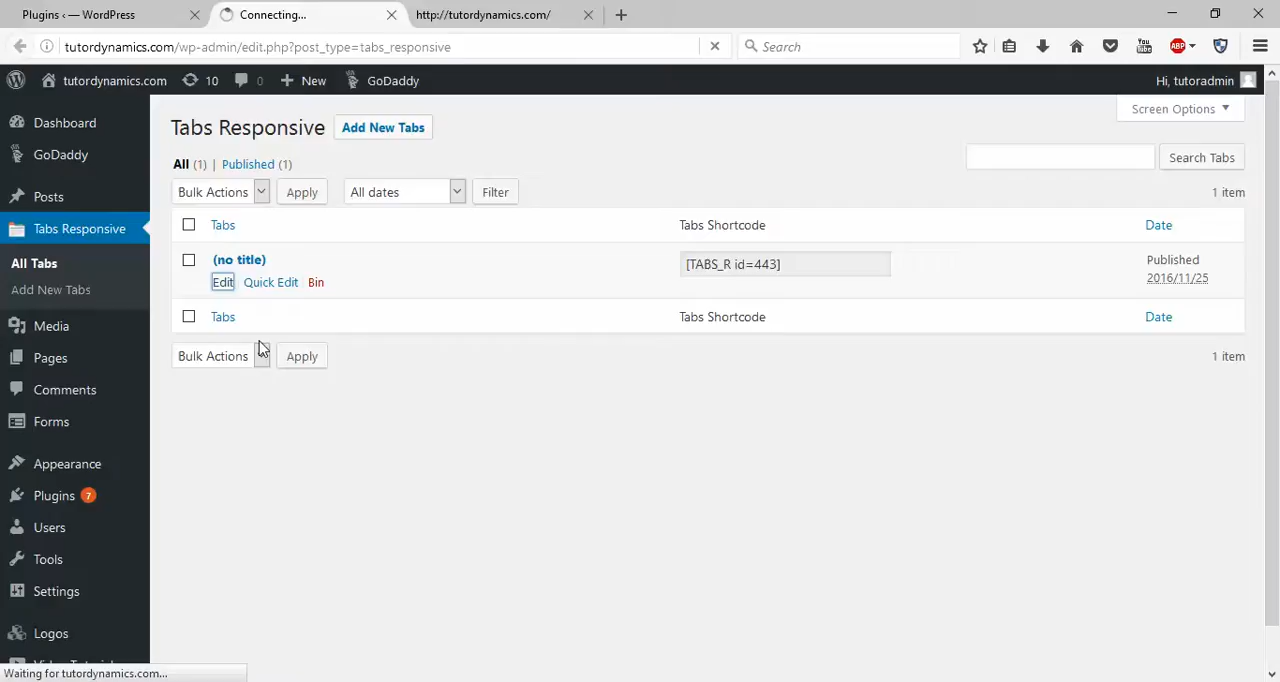 Plugins ‹ — WordPress
Connecting...
http://tutordynamics.com/
tutordynamics.com/wp-admin/edit.php?post_type=tabs_responsive
Search
You Tube
ABP
tutordynamics.com
10
0
New
GoDaddy
Hi, tutoradmin
Screen Options
Dashboard
GoDaddy
Posts
Tabs Responsive
All Tabs
Add New Tabs
Media
Pages
Comments
Forms
Appearance
Plugins 7
Users
Tools
Settings
Logos
Tabs Responsive
Add New Tabs
All (1) | Published (1)
Search Tabs
Bulk Actions
Apply
All dates
Filter
1 item
Tabs
Tabs Shortcode
Date
(no title)
[TABS_R id=443]
Published
2016/11/25
Edit
Quick Edit
Bin
Tabs
Tabs Shortcode
Date
Bulk Actions
Apply
1 item
Waiting for tutordynamics.com...